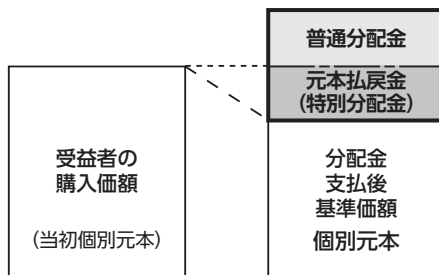 普通分配金
元本払戻金
(特別分配金)
受益者の
購入価額
(当初個別元本)
分配金
支払後
基準価額
個別元本